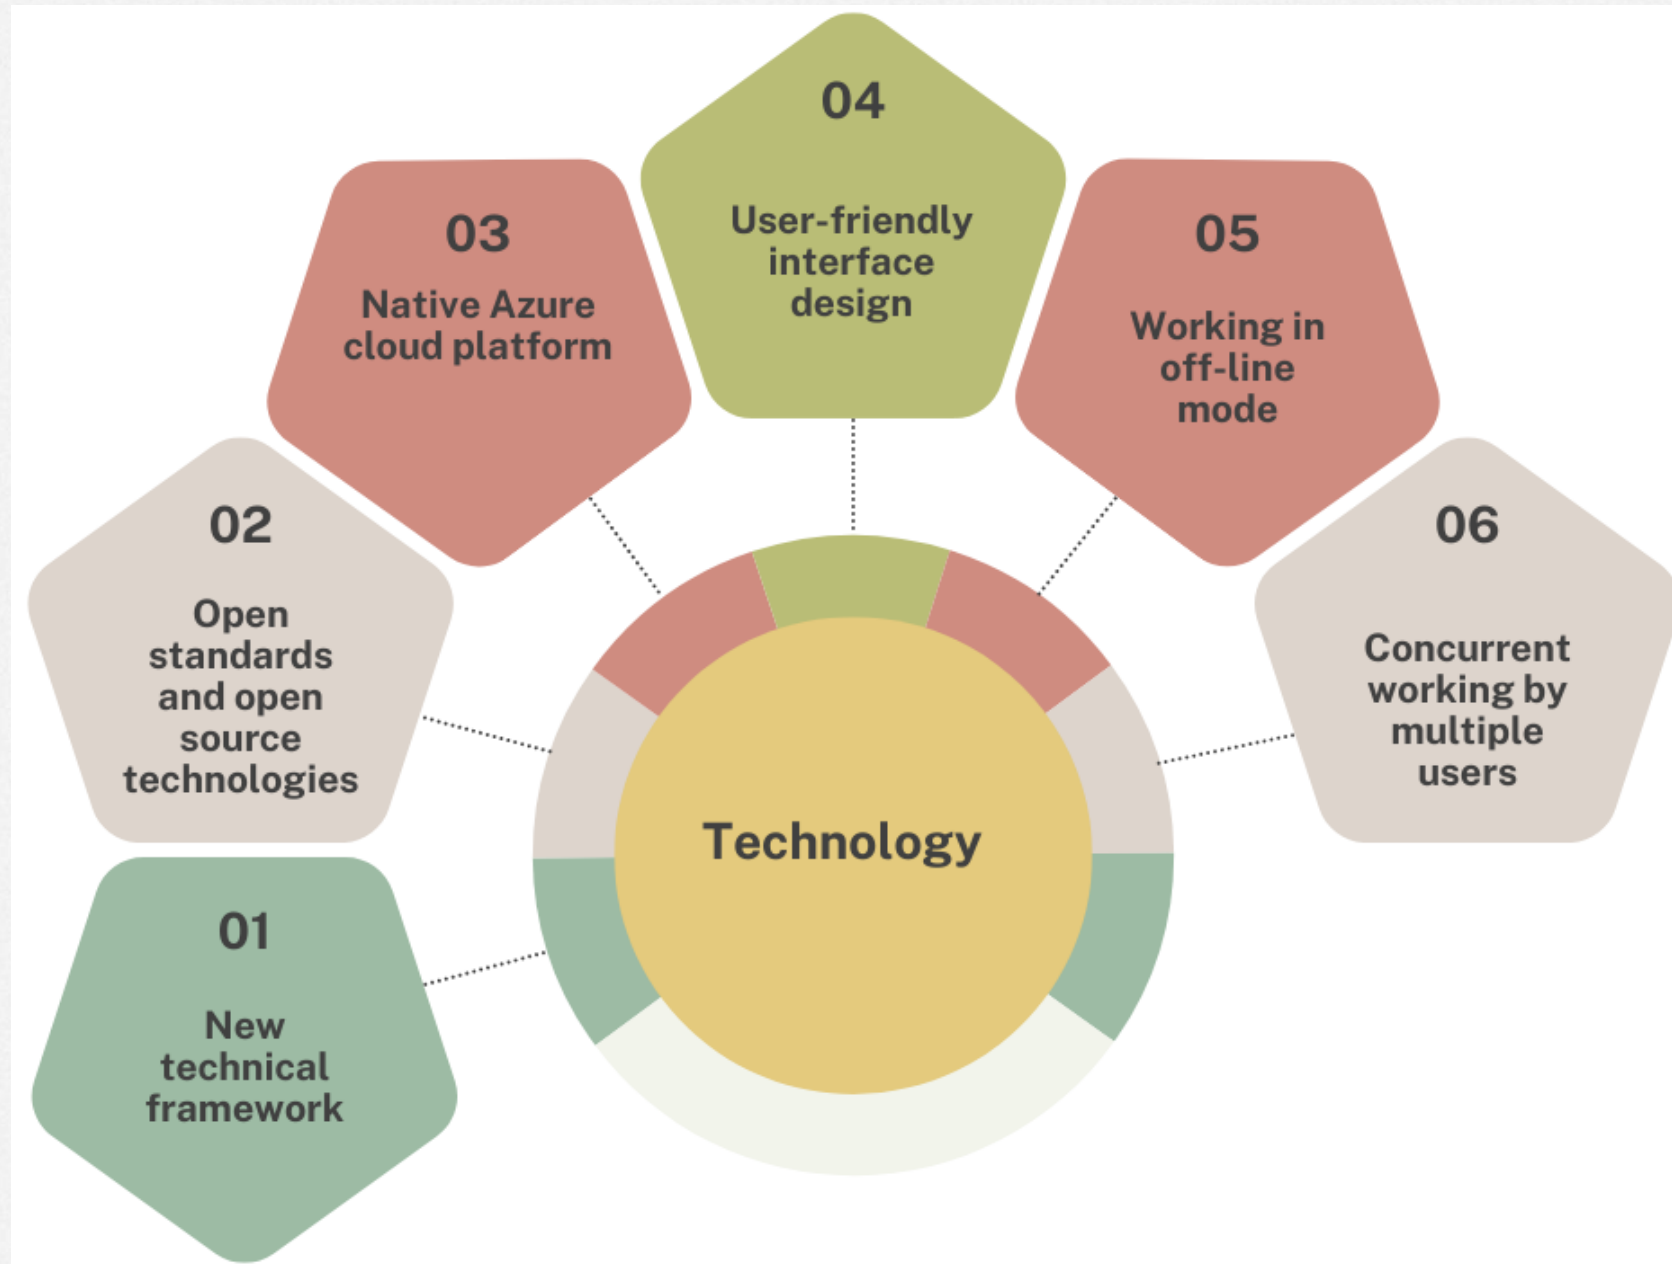 01
New
technical
framework
02
Open
standards
and open
source
technologies
03
Native Azure
cloud platform
04
User-friendly
interface
design
05
Working in
off-line
mode
06
Concurrent
working by
multiple
users
Technology